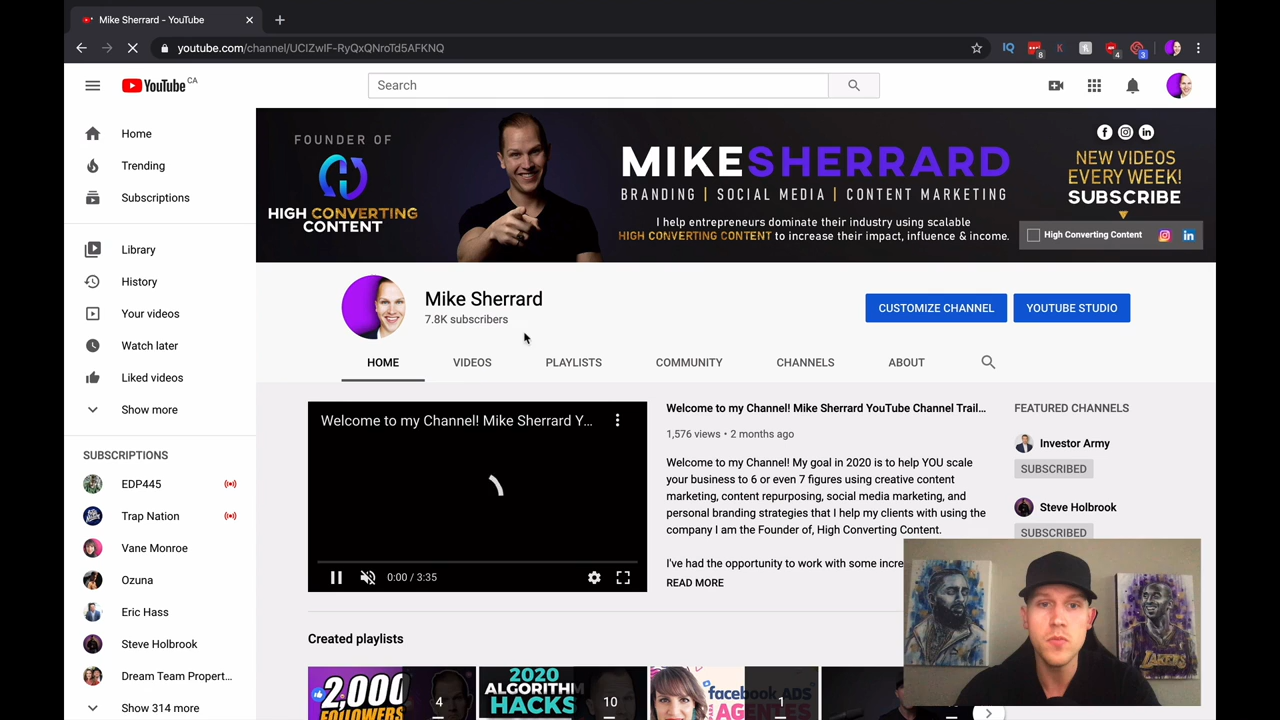 Mike Sherrard - YouTube
youtube.com/channel/UCIZwIF-RyQxQNroTd5AFKNQ
IQ
8
K
4
3
YouTube CA
Search
Home
Trending
Subscriptions
Library
History
Your videos
Watch later
Liked videos
Show more
SUBSCRIPTIONS
EDP445
Trap Nation
Vane Monroe
Ozuna
Eric Hass
Steve Holbrook
Dream Team Propert...
Show 314 more
FOUNDER OF
HIGH CONVERTING
CONTENT
MIKESHERRARD
BRANDING | SOCIAL MEDIA | CONTENT MARKETING
I help entrepreneurs dominate their industry using scalable
HIGH CONVERTING CONTENT to increase their impact, influence & income.
NEW VIDEOS
EVERY WEEK!
SUBSCRIBE
High Converting Content
Mike Sherrard
7.8K subscribers
CUSTOMIZE CHANNEL
YOUTUBE STUDIO
HOME
VIDEOS
PLAYLISTS
COMMUNITY
CHANNELS
ABOUT
Welcome to my Channel! Mike Sherrard Y...
0:00 / 3:35
Welcome to my Channel! Mike Sherrard YouTube Channel Trail...
1,576 views • 2 months ago
Welcome to my Channel! My goal in 2020 is to help YOU scale
your business to 6 or even 7 figures using creative content
marketing, content repurposing, social media marketing, and
personal branding strategies that I help my clients with using the
company I am the Founder of, High Converting Content.
I've had the opportunity to work with some incre
READ MORE
FEATURED CHANNELS
Investor Army
SUBSCRIBED
Steve Holbrook
SUBSCRIBED
Created playlists
2,000
FOLLOWERS
4
2020
ALGORITHM
HACKS
10
facebook ADS
AGENCIES
1
LAKERS